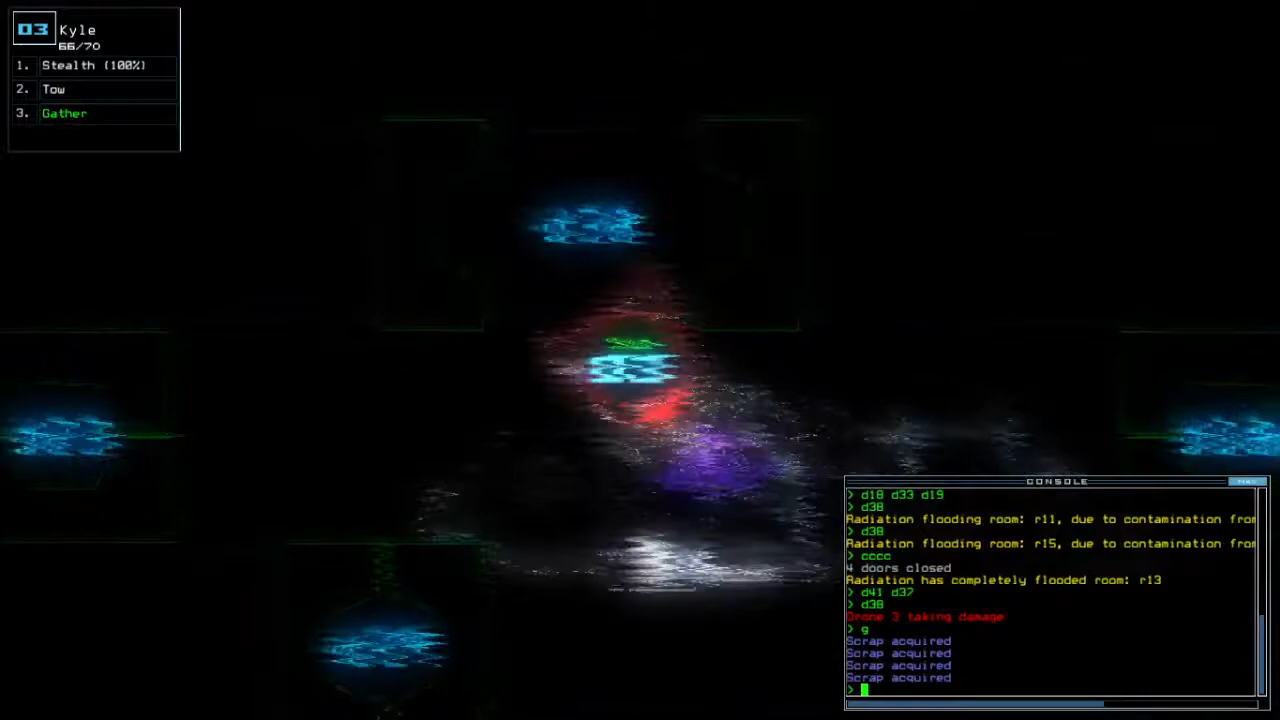 03 Kyle
66/70
1. Stealth (100%)
2. Tow
3. Gather
CONSOLE
> d18 d33 d19
> d38
Radiation flooding room: r11, due to contamination from
> d38
Radiation flooding room: r15, due to contamination from
> cccc
4 doors closed
Radiation has completely flooded room: r13
> d41 d37
> d38
Drone 3 taking damage
> g
Scrap acquired
Scrap acquired
Scrap acquired
Scrap acquired
>